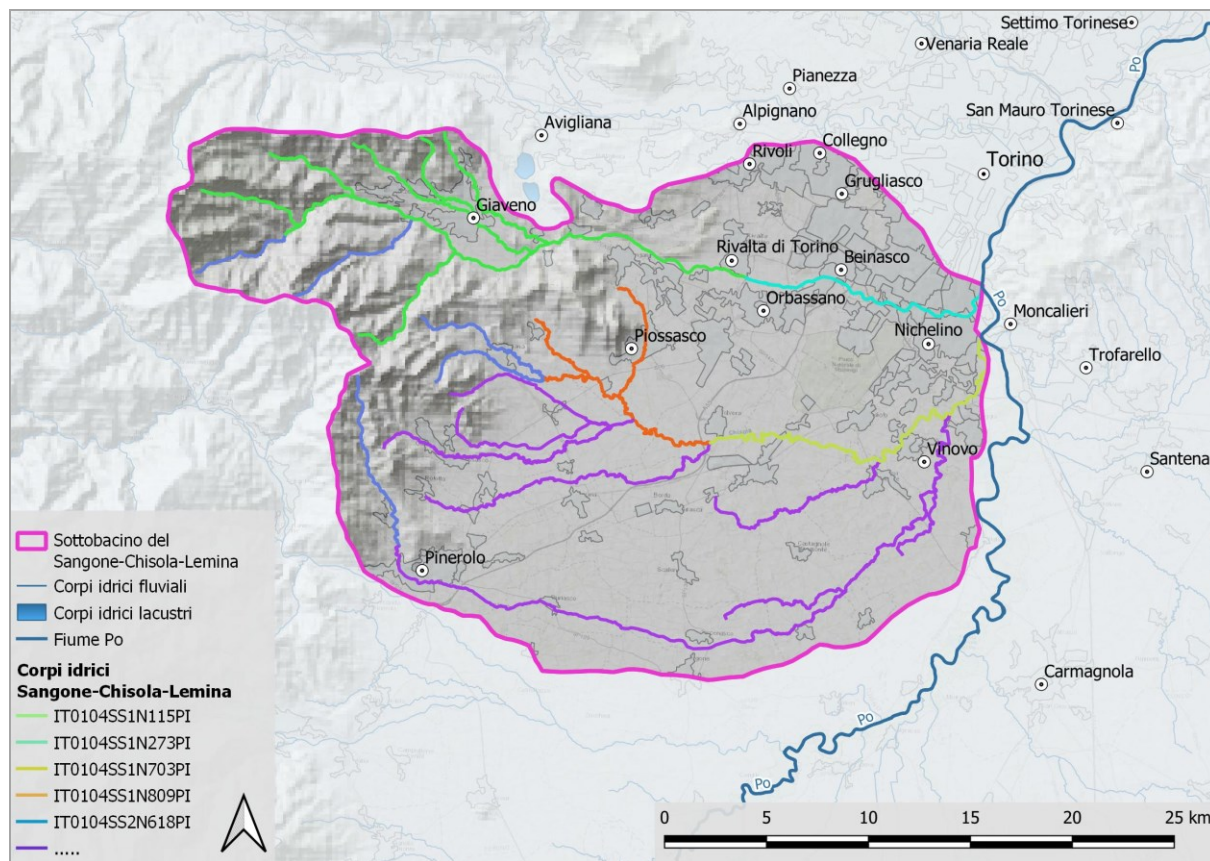 Settimo Torinese
Venaria Reale
Po
Pianezza
San Mauro Torinese
Alpignano
Avigliana
Collegno
Rivoli
Torino
Grugliasco
Giaveno
Rivalta di Torino
Beinasco
Po
Orbassano
Moncalieri
Nichelino
Piossasco
Trofarello
Vinovo
Santena
Pinerolo
Carmagnola
Po
Po
Sottobacino del
Sangone-Chisola-Lemina
Corpi idrici fluviali
Corpi idrici lacustri
Fiume Po
Corpi idrici
Sangone-Chisola-Lemina
IT0104SS1N115PI
IT0104SS1N273PI
IT0104SS1N703PI
IT0104SS1N809PI
IT0104SS2N618PI
.....
0 5 10 15 20 25 km